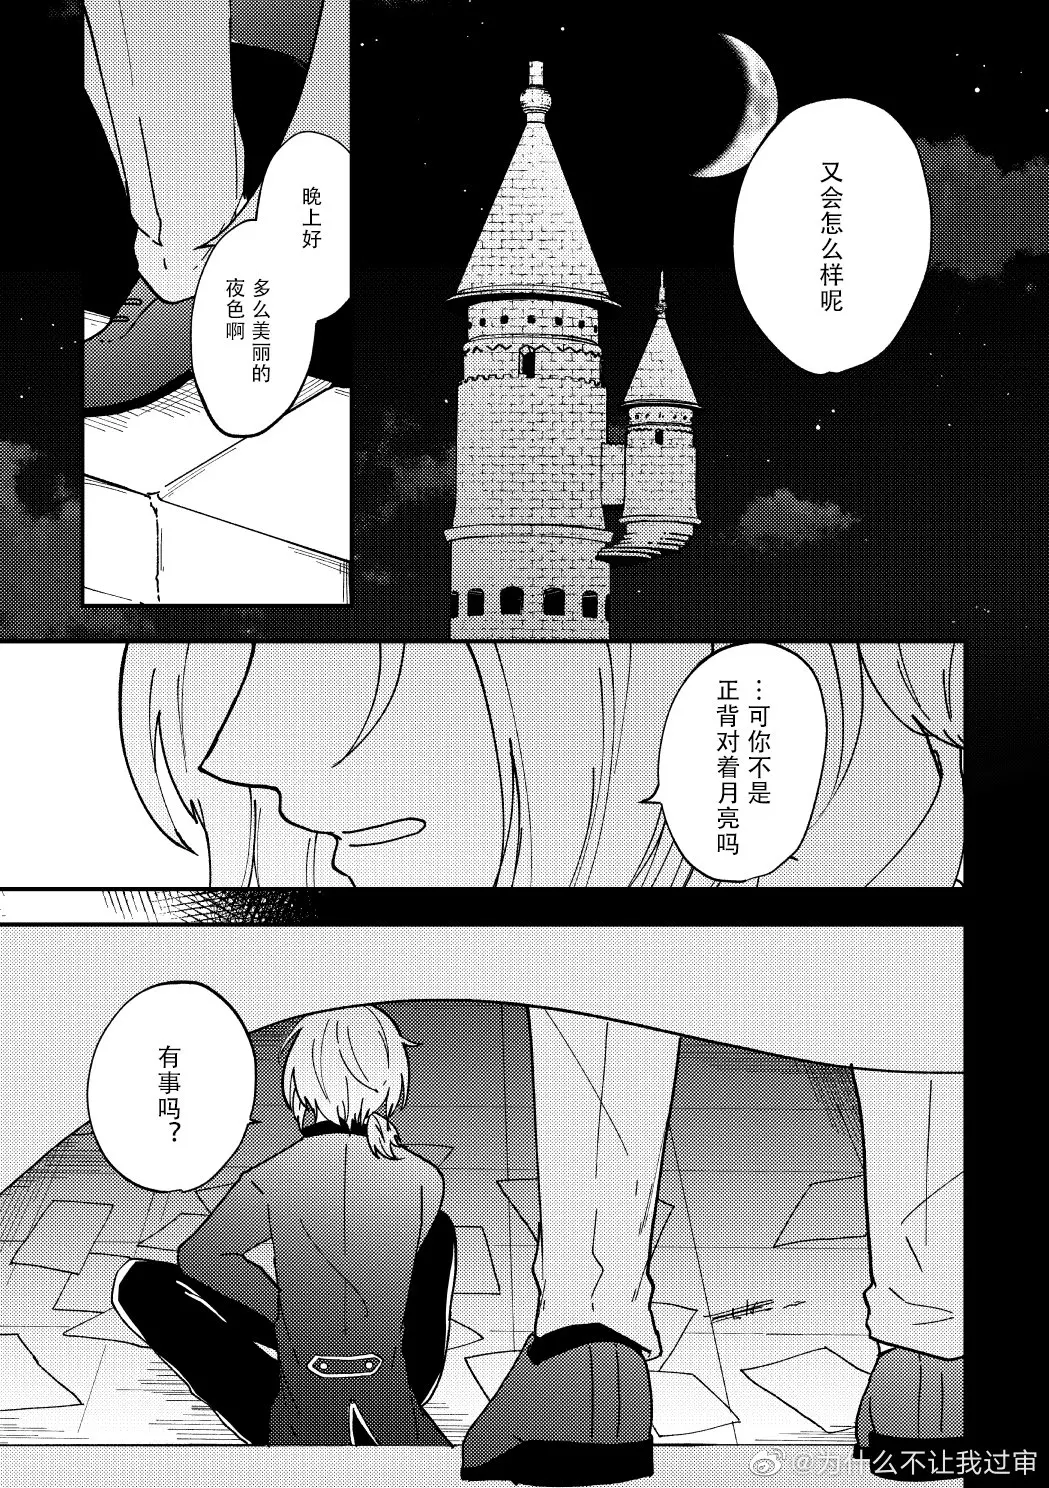 又会怎么样呢
晚上好
多么美丽的
夜色啊
…可你不是
正背对着月亮吗
有事吗？
@为什么不让我过审